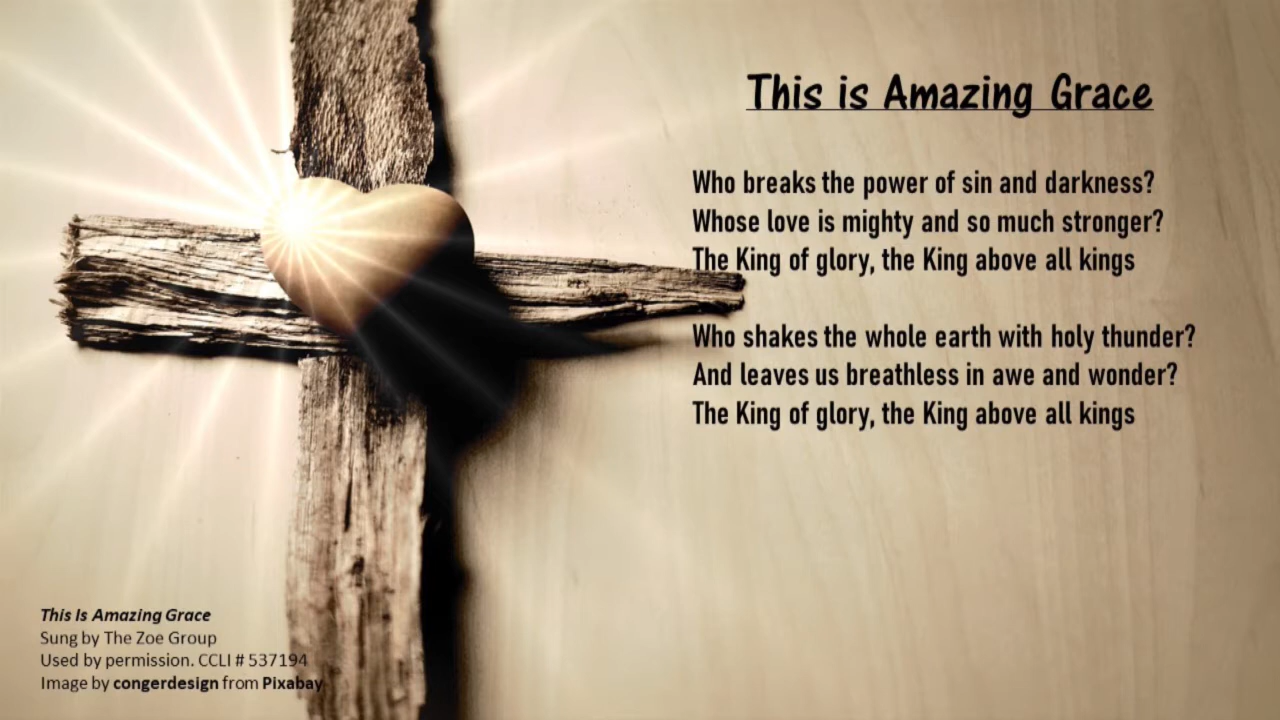 This is Amazing Grace
Who breaks the power of sin and darkness?
Whose love is mighty and so much stronger?
The King of glory, the King above all kings
Who shakes the whole earth with holy thunder?
And leaves us breathless in awe and wonder?
The King of glory, the King above all kings
This Is Amazing Grace
Sung by The Zoe Group
Used by permission. CCLI # 537194
Image by congerdesign from Pixabay